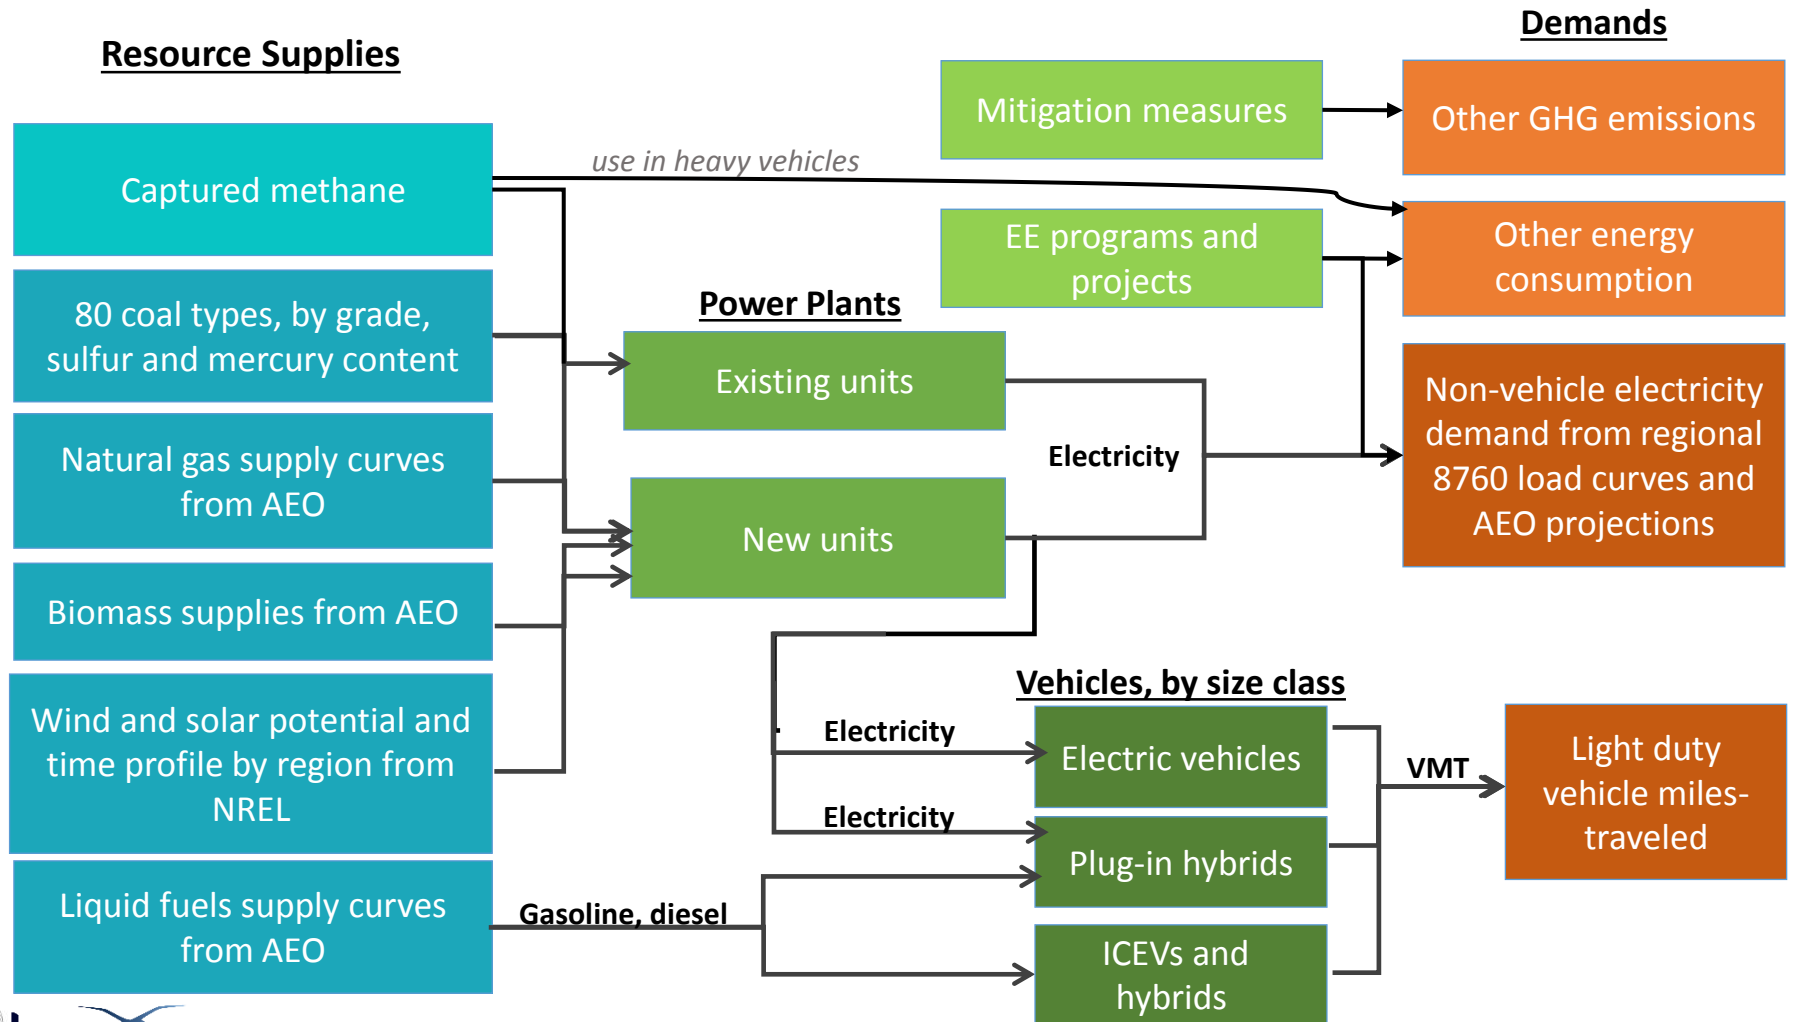 Resource Supplies
Captured methane
80 coal types, by grade,
sulfur and mercury content
Natural gas supply curves
from AEO
Biomass supplies from AEO
Wind and solar potential and
time profile by region from
NREL
Liquid fuels supply curves
from AEO
use in heavy vehicles
Gasoline, diesel
Power Plants
Existing units
New units
Electricity
Mitigation measures
EE programs and
projects
Vehicles, by size class
Electricity
Electric vehicles
Electricity
Plug-in hybrids
ICEVs and
hybrids
VMT
Demands
Other GHG emissions
Other energy
consumption
Non-vehicle electricity
demand from regional
8760 load curves and
AEO projections
Light duty
vehicle miles-
traveled